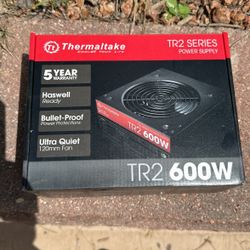 Thermaltake
TR2 SERIES
POWER SUPPLY
5 YEAR
WARRANTY
Haswell
Ready
Bullet-Proof
Power Protections
Ultra Quiet
120mm Fan
TR2 600W
TR2 600W